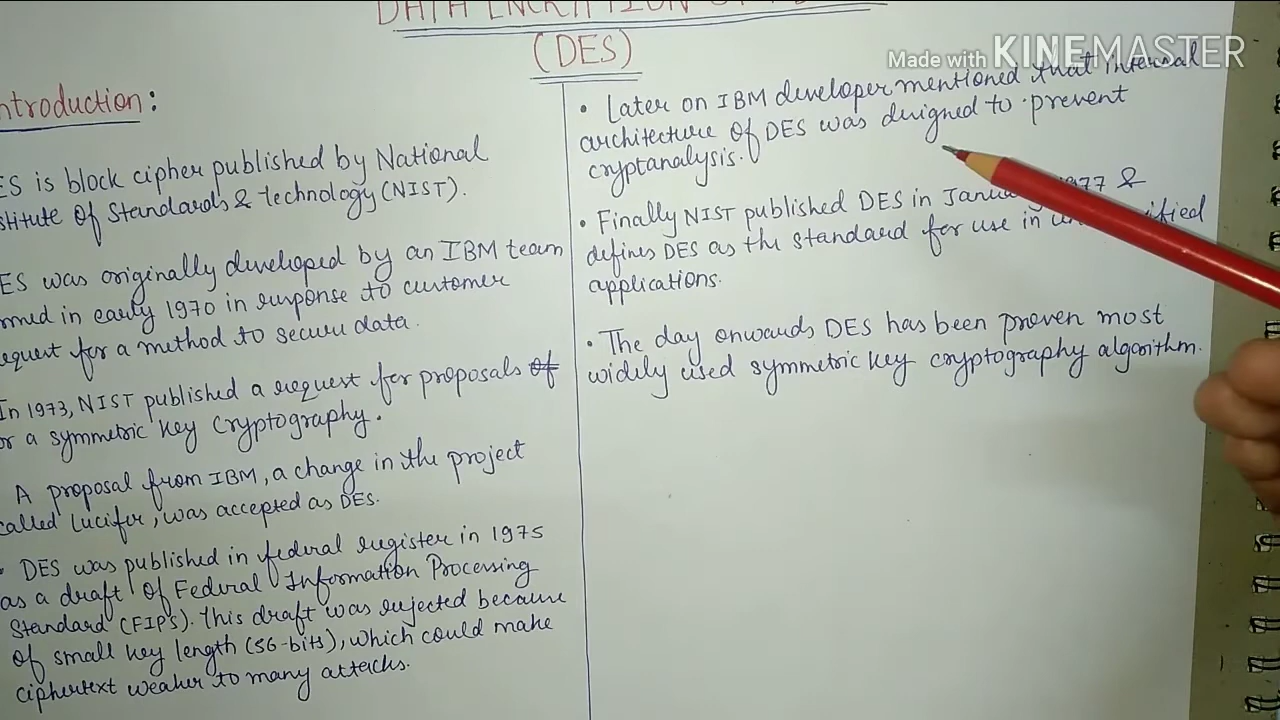 DATA ENCRYPTION
(DES)
Made with KINEMASTER
ntroduction:
ES is block cipher published by National
stitute of Standards & Technology (NIST).
ES was originally developed by an IBM team
rmed in early 1970 in response to customer
equest for a method to secure data.
In 1973, NIST published a request for proposals of
or a symmetric key Cryptography.
A proposal from IBM, a change in the project
called Lucifer, was accepted as DES.
• DES was published in federal register in 1975
as a draft of Federal Information Processing
Standard (FIPS). This draft was rejected because
of small key length (56-bits), which could make
ciphertext weaker to many attacks.
• Later on IBM developer mentioned that internal
architecture of DES was designed to prevent
cryptanalysis.
• Finally NIST published DES in January 1977 &
defines DES as the standard for use in
applications.
• The day onwards DES has been proven most
widely used symmetric key cryptography algorithm.